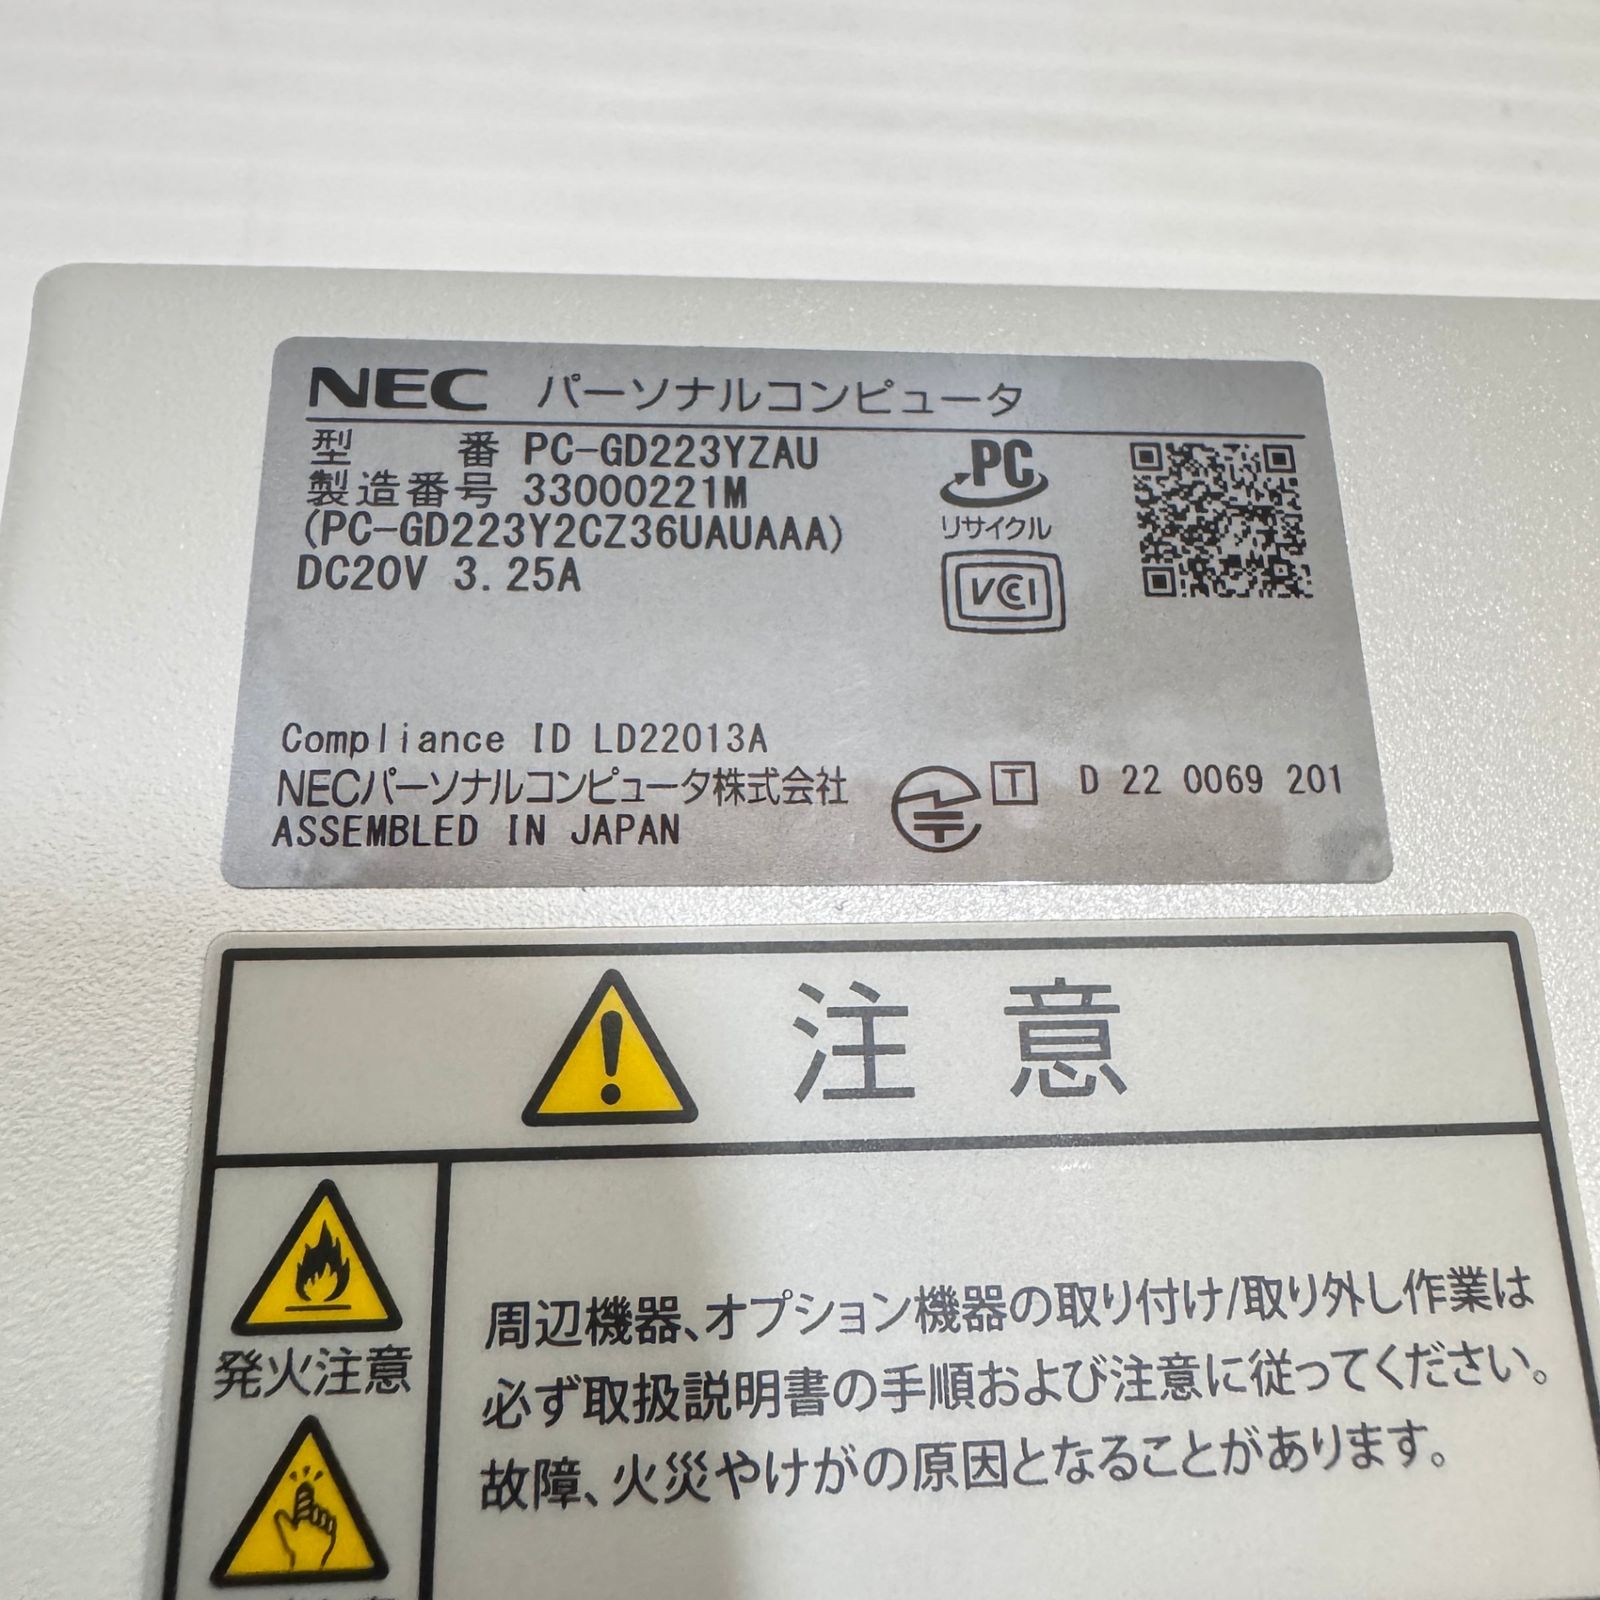 NEC パーソナルコンピュータ
型 番 PC-GD223YZAU
製造番号 33000221M
(PC-GD223Y2CZ36UAUAAA)
DC20V 3.25A
PC
リサイクル
VCCI
Compliance ID LD22013A
NECパーソナルコンピュータ株式会社
ASSEMBLED IN JAPAN
T D 22 0069 201
注意
発火注意
周辺機器、オプション機器の取り付け/取り外し作業は
必ず取扱説明書の手順および注意に従ってください。
故障、火災やけがの原因となることがあります。